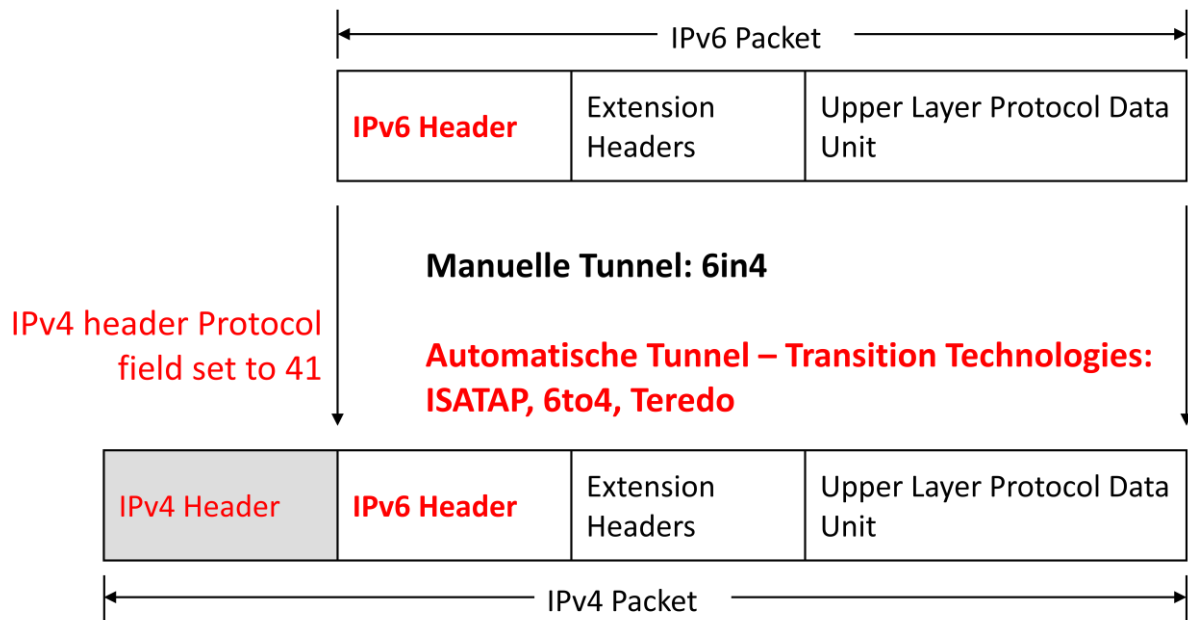 IPv6 Packet
IPv6 Header
Extension
Headers
Upper Layer Protocol Data
Unit
Manuelle Tunnel: 6in4
IPv4 header Protocol
field set to 41
Automatische Tunnel – Transition Technologies:
ISATAP, 6to4, Teredo
IPv4 Header
IPv6 Header
Extension
Headers
Upper Layer Protocol Data
Unit
IPv4 Packet